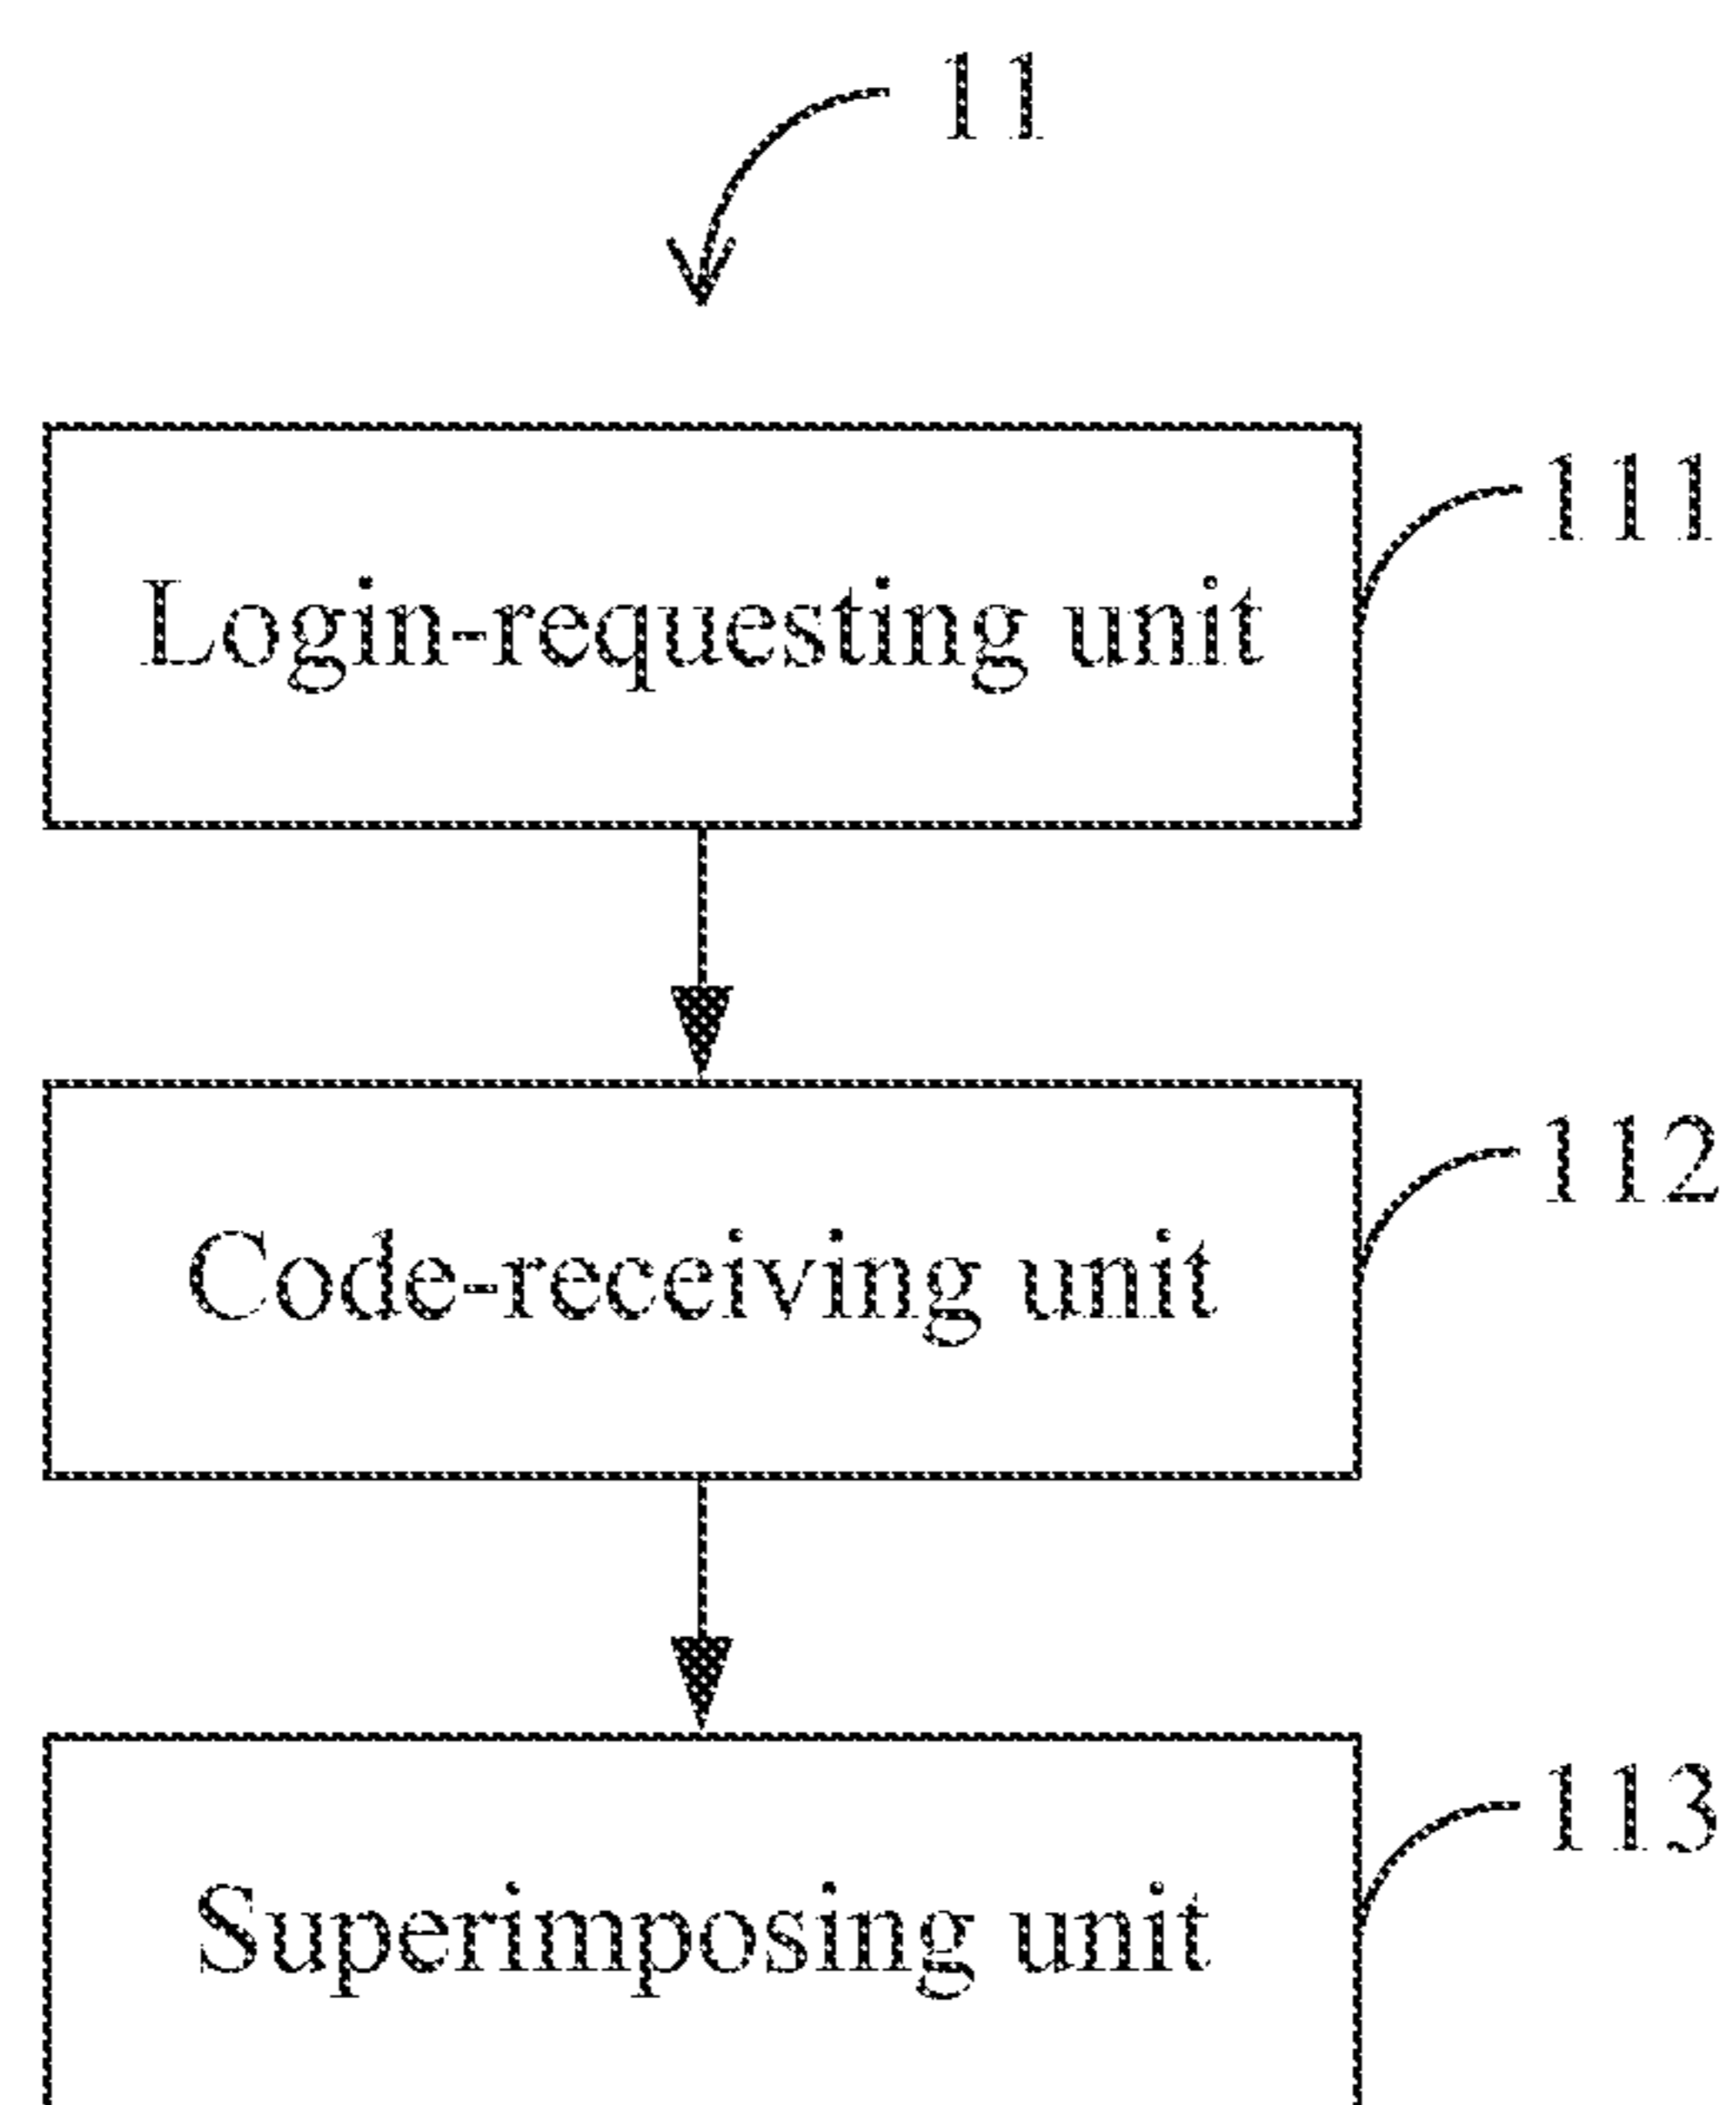 11
111
Login-requesting unit
112
Code-receiving unit
113
Superimposing unit